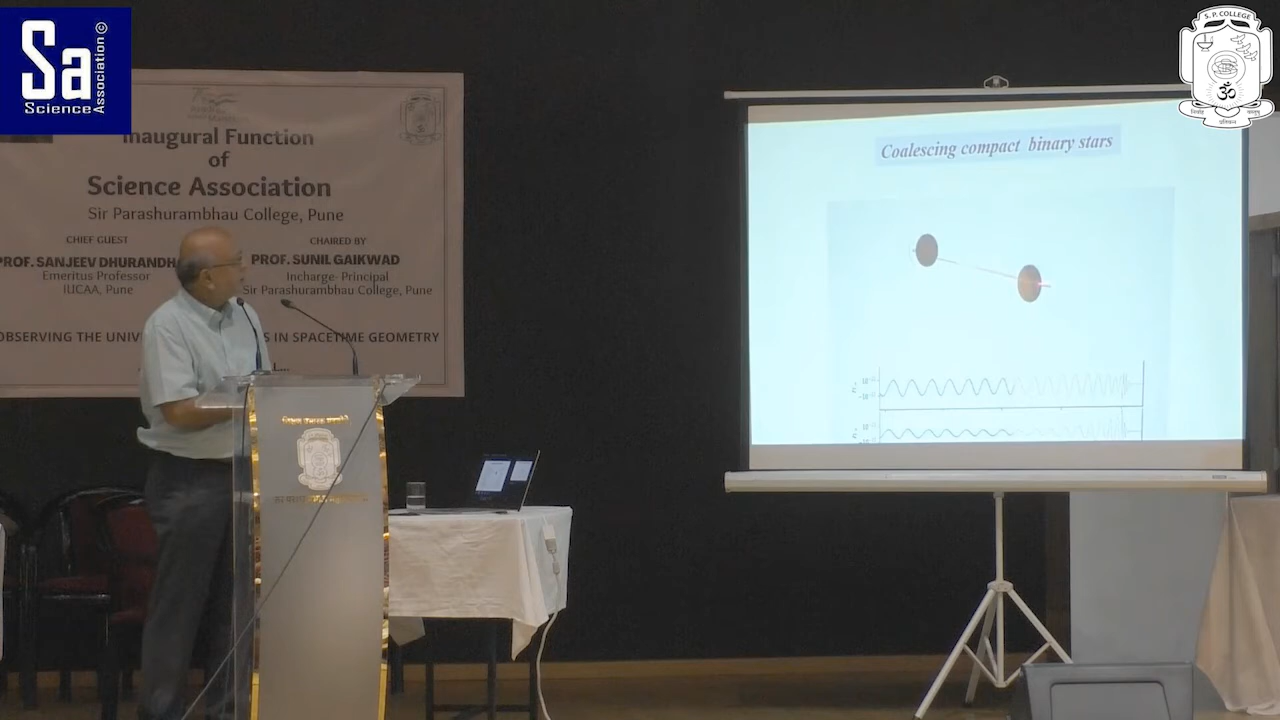 Sa
Science
Association ©
Inaugural Function
of
Science Association
Sir Parashurambhau College, Pune
CHIEF GUEST
PROF. SANJEEV DHURANDH
Emeritus Professor
IUCAA, Pune
CHAIRED BY
PROF. SUNIL GAIKWAD
Incharge- Principal
Sir Parashurambhau College, Pune
OBSERVING THE UNIV
S IN SPACETIME GEOMETRY
Coalescing compact binary stars
S. P. COLLEGE
ॐ